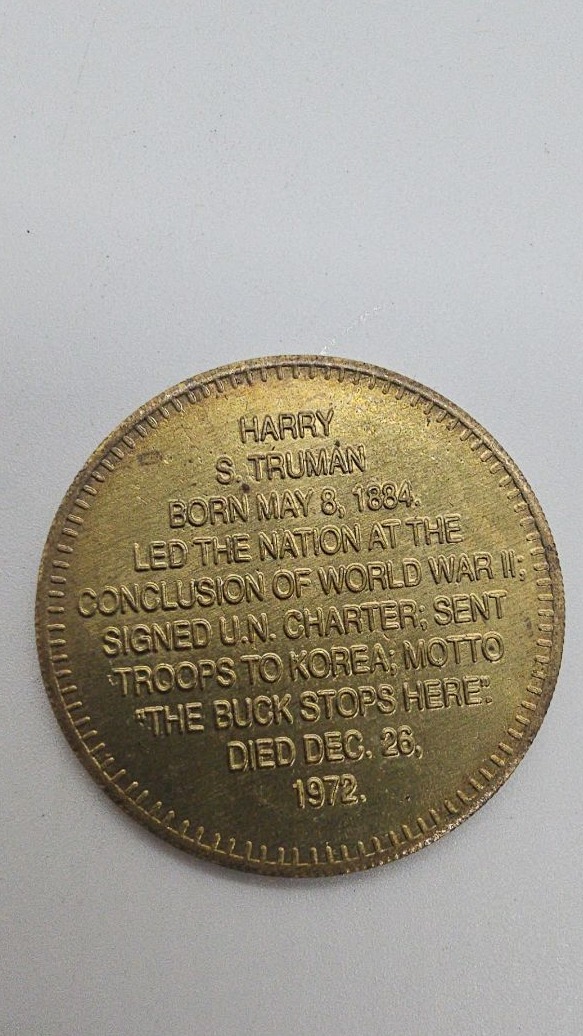 HARRY
S. TRUMAN
BORN MAY 8, 1884.
LED THE NATION AT THE
CONCLUSION OF WORLD WAR II;
SIGNED U.N. CHARTER; SENT
TROOPS TO KOREA; MOTTO
"THE BUCK STOPS HERE".
DIED DEC. 26,
1972.